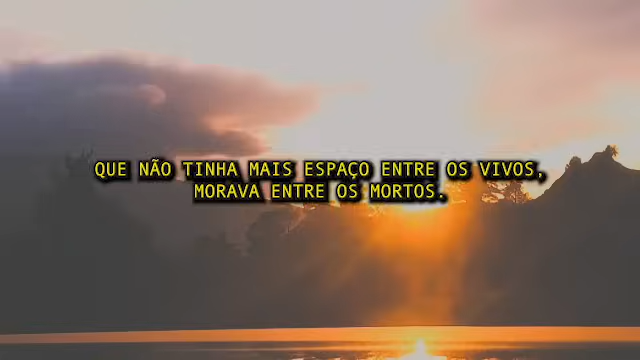 QUE NÃO TINHA MAIS ESPAÇO ENTRE OS VIVOS,
MORAVA ENTRE OS MORTOS.